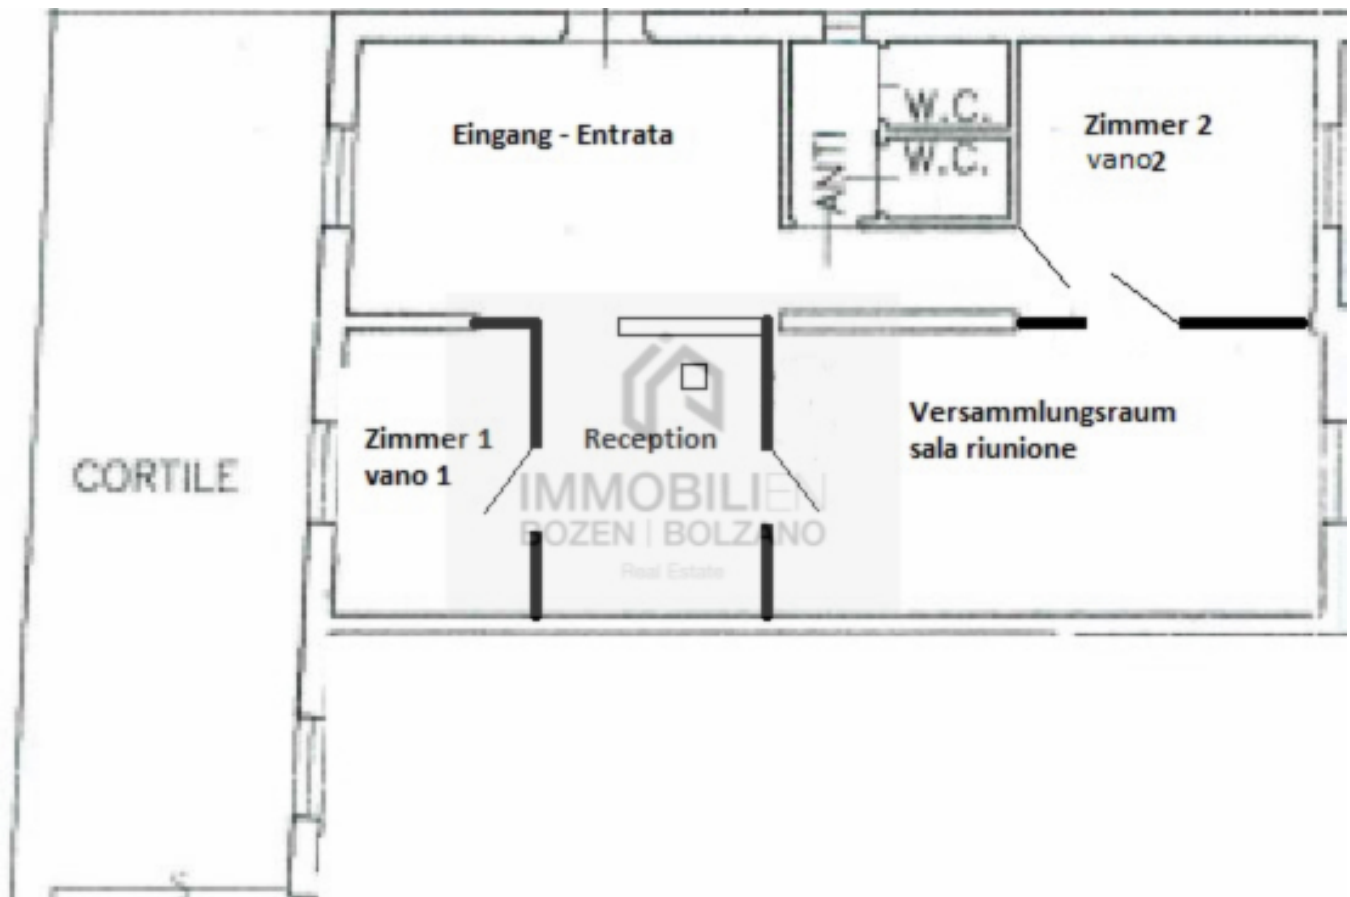 Eingang - Entrata
W.C.
W.C.
ANTI
Zimmer 2
vano2
Zimmer 1
vano 1
Reception
Versammlungsraum
sala riunione
CORTILE
IMMOBILIEN
BOZEN | BOLZANO
Real Estate
S